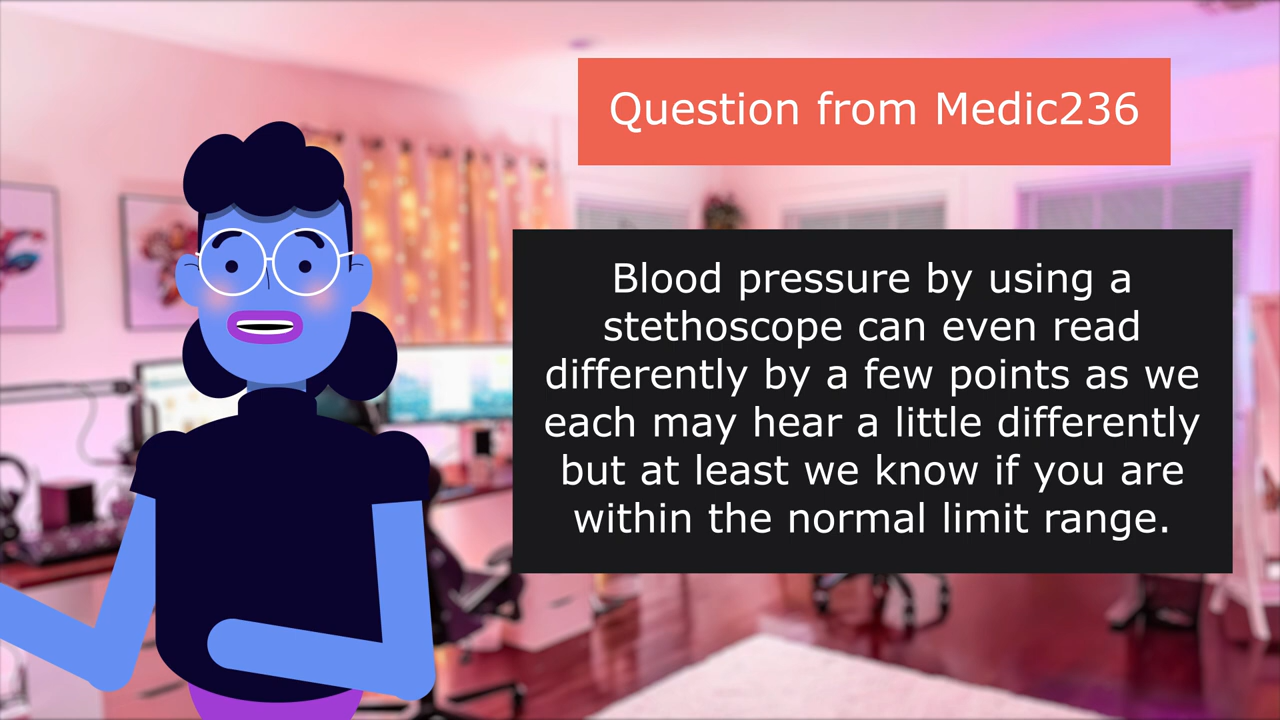 Question from Medic236
Blood pressure by using a
stethoscope can even read
differently by a few points as we
each may hear a little differently
but at least we know if you are
within the normal limit range.